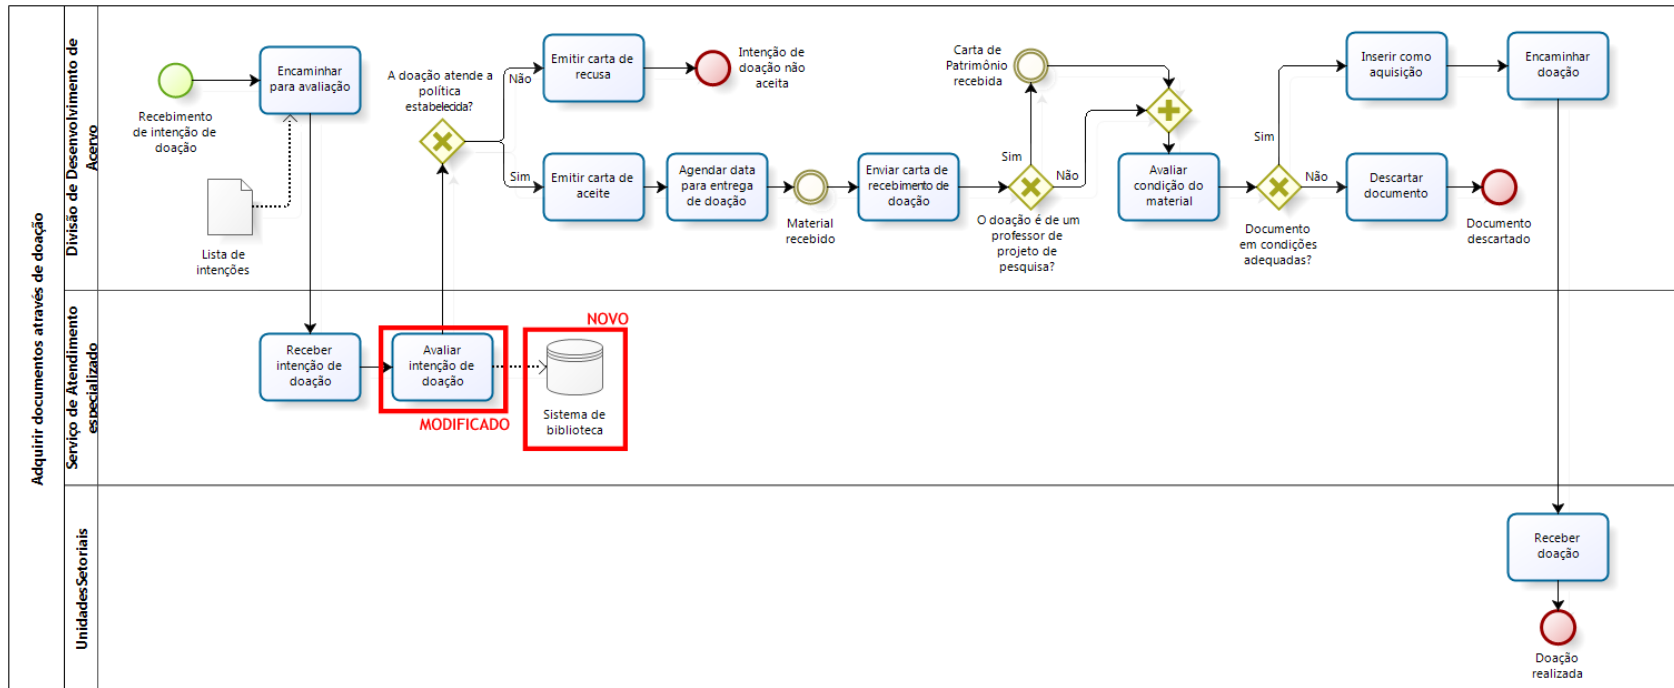 Adquirir documentos através de doação
Divisão de Desenvolvimento de
Acervo
Recebimento
de intenção de
doação
Encaminhar
para avaliação
Lista de
intenções
A doação atende a
política
estabelecida?
Não
Sim
Emitir carta de
recusa
Intenção de
doação não
aceita
Emitir carta de
aceite
Agendar data
para entrega
de doação
Material
recebido
Enviar carta de
recebimento de
doação
O doação é de um
professor de
projeto de
pesquisa?
Sim
Não
Carta de
Patrimônio
recebida
Avaliar
condição do
material
Documento
em condições
adequadas?
Sim
Não
Inserir como
aquisição
Encaminhar
doação
Descartar
documento
Documento
descartado
Serviço de Atendimento
especializado
Receber
intenção de
doação
Avaliar
intenção de
doação
MODIFICADO
NOVO
Sistema de
biblioteca
UnidadesSetoriais
Receber
doação
Doação
realizada